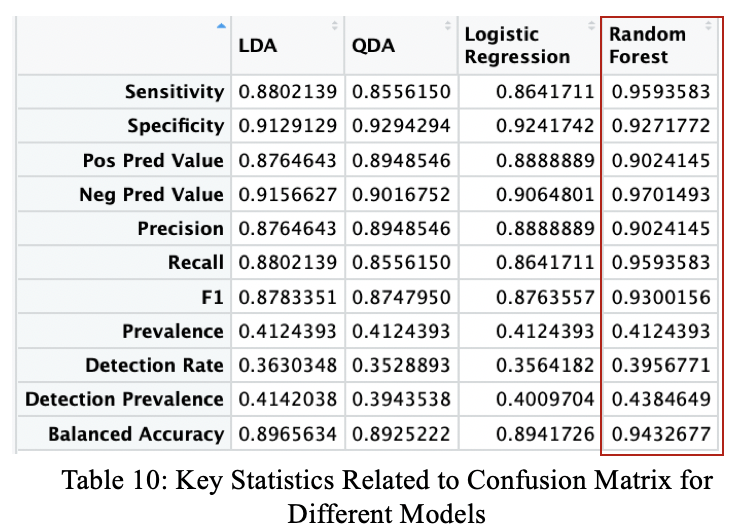 LDA QDA Logistic Regression Random Forest
Sensitivity 0.8802139 0.8556150 0.8641711 0.9593583
Specificity 0.9129129 0.9294294 0.9241742 0.9271772
Pos Pred Value 0.8764643 0.8948546 0.8888889 0.9024145
Neg Pred Value 0.9156627 0.9016752 0.9064801 0.9701493
Precision 0.8764643 0.8948546 0.8888889 0.9024145
Recall 0.8802139 0.8556150 0.8641711 0.9593583
F1 0.8783351 0.8747950 0.8763557 0.9300156
Prevalence 0.4124393 0.4124393 0.4124393 0.4124393
Detection Rate 0.3630348 0.3528893 0.3564182 0.3956771
Detection Prevalence 0.4142038 0.3943538 0.4009704 0.4384649
Balanced Accuracy 0.8965634 0.8925222 0.8941726 0.9432677
Table 10: Key Statistics Related to Confusion Matrix for
Different Models